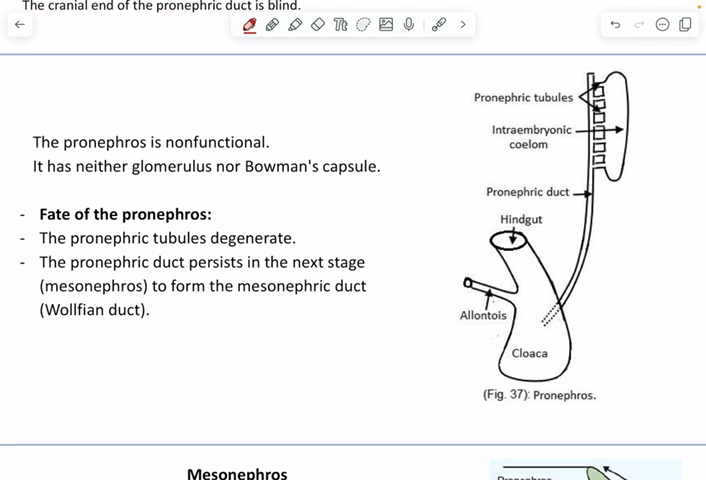 The cranial end of the pronephric duct is blind.
Tt
The pronephros is nonfunctional.
It has neither glomerulus nor Bowman's capsule.
- Fate of the pronephros:
- The pronephric tubules degenerate.
- The pronephric duct persists in the next stage
(mesonephros) to form the mesonephric duct
(Wollfian duct).
Pronephric tubules
Intraembryonic
coelom
Pronephric duct
Hindgut
Allontois
Cloaca
(Fig. 37): Pronephros.
Mesonephros